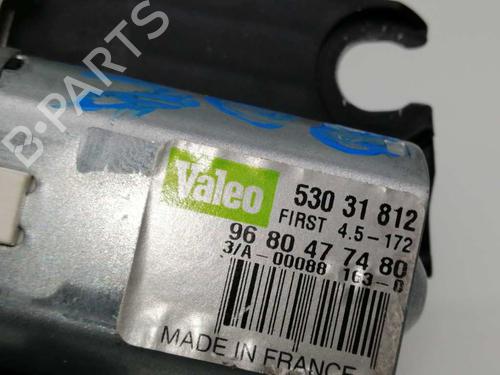 B-PARTS
Valeo
530 31 812
FIRST 4.5-172
96 80 47 74 80
3/A-00088 163-0
MADE IN FRANCE